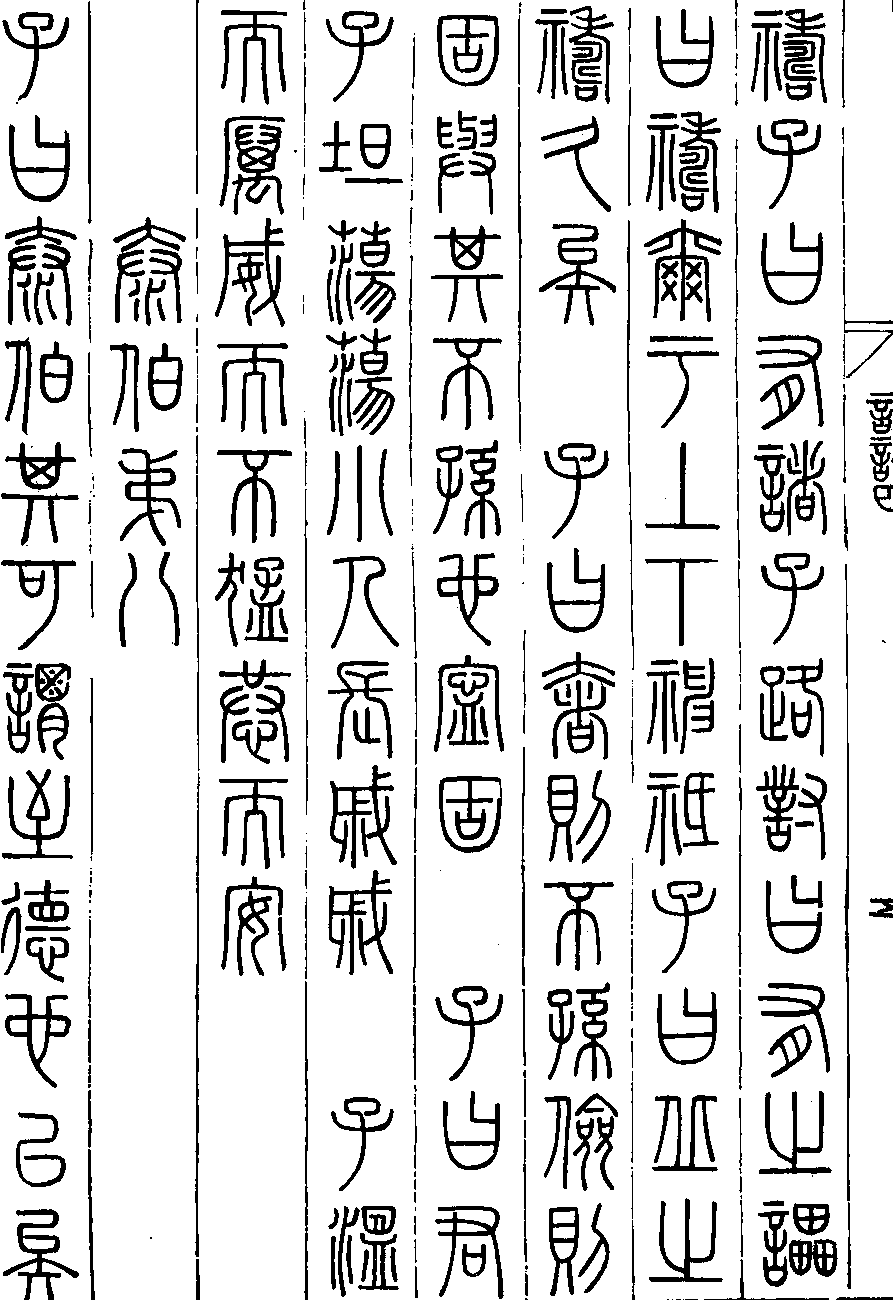 禱子曰有諸子路對曰有之讄
曰禱爾于上下神祇子曰丘之
禱久矣　子曰奢則不孫儉則
固與其不孫也寧固　子曰君
子坦蕩蕩小人長戚戚　子溫
而厲威而不猛恭而安
泰伯弟八
子曰泰伯其可謂至德也已矣